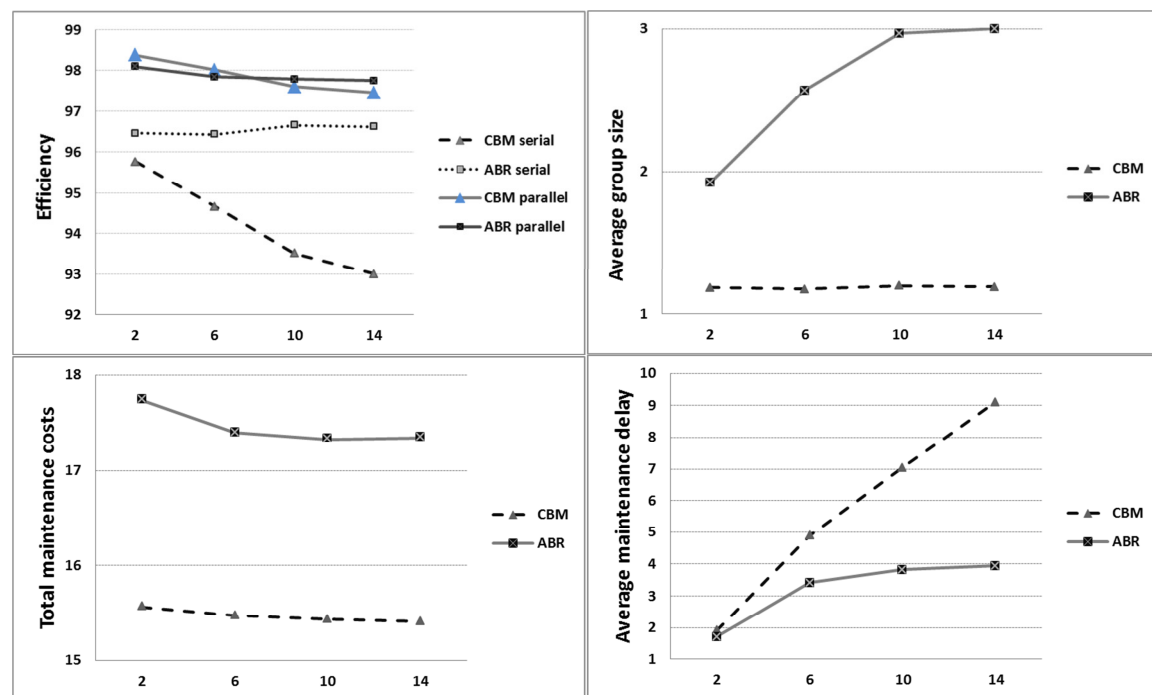 99
98
97
96
95
94
93
92
Efficiency
2 6 10 14
CBM serial
ABR serial
CBM parallel
ABR parallel
3
2
1
Average group size
2 6 10 14
CBM
ABR
18
17
16
15
Total maintenance costs
2 6 10 14
CBM
ABR
10
9
8
7
6
5
4
3
2
1
Average maintenance delay
2 6 10 14
CBM
ABR